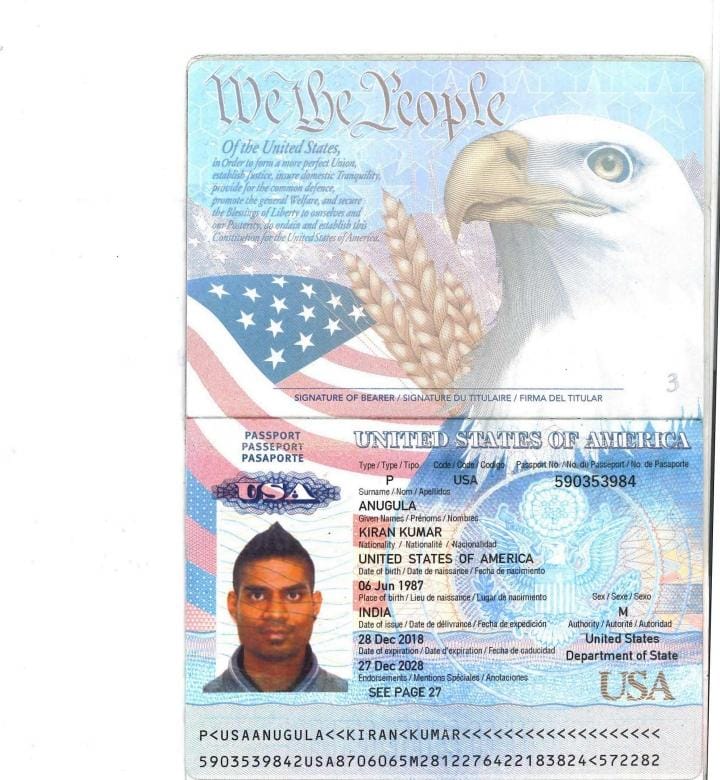 We The People
Of the United States,
in Order to form a more perfect Union,
establish Justice, insure domestic Tranquility,
provide for the common defence,
promote the general Welfare, and secure
the Blessings of Liberty to ourselves and
our Posterity, do ordain and establish this
Constitution for the United States of America.
3
SIGNATURE OF BEARER / SIGNATURE DU TITULAIRE / FIRMA DEL TITULAR
PASSPORT
PASSEPORT
PASAPORTE
USA
UNITED STATES OF AMERICA
Type / Type / Tipo Code / Code / Codigo Passport No. / No. du Passeport / No. de Pasaporte
P USA 590353984
Surname / Nom / Apellidos
ANUGULA
Given Names / Prénoms / Nombres
KIRAN KUMAR
Nationality / Nationalité / Nacionalidad
UNITED STATES OF AMERICA
Date of birth / Date de naissance / Fecha de nacimiento
06 Jun 1987
Place of birth / Lieu de naissance / Lugar de nacimiento Sex / Sexe / Sexo
INDIA M
Date of issue / Date de délivrance / Fecha de expedición Authority / Autorité / Autoridad
28 Dec 2018 United States
Date of expiration / Date d'expiration / Fecha de caducidad Department of State
27 Dec 2028
Endorsements / Mentions Spéciales / Anotaciones
SEE PAGE 27 USA
P<USAANUGULA<<KIRAN<KUMAR<<<<<<<<<<<<<<<<<<<
5903539842USA8706065M2812276422183824<572282